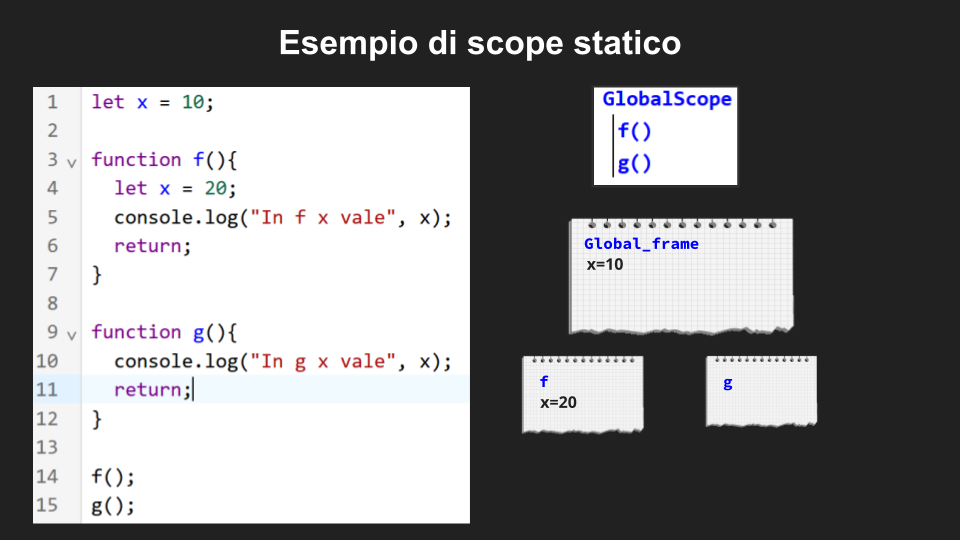 Esempio di scope statico
1 let x = 10;
2
3 function f(){
4 let x = 20;
5 console.log("In f x vale", x);
6 return;
7 }
8
9 function g(){
10 console.log("In g x vale", x);
11 return;
12 }
13
14 f();
15 g();
GlobalScope
f()
g()
Global_frame
x=10
f
x=20
g